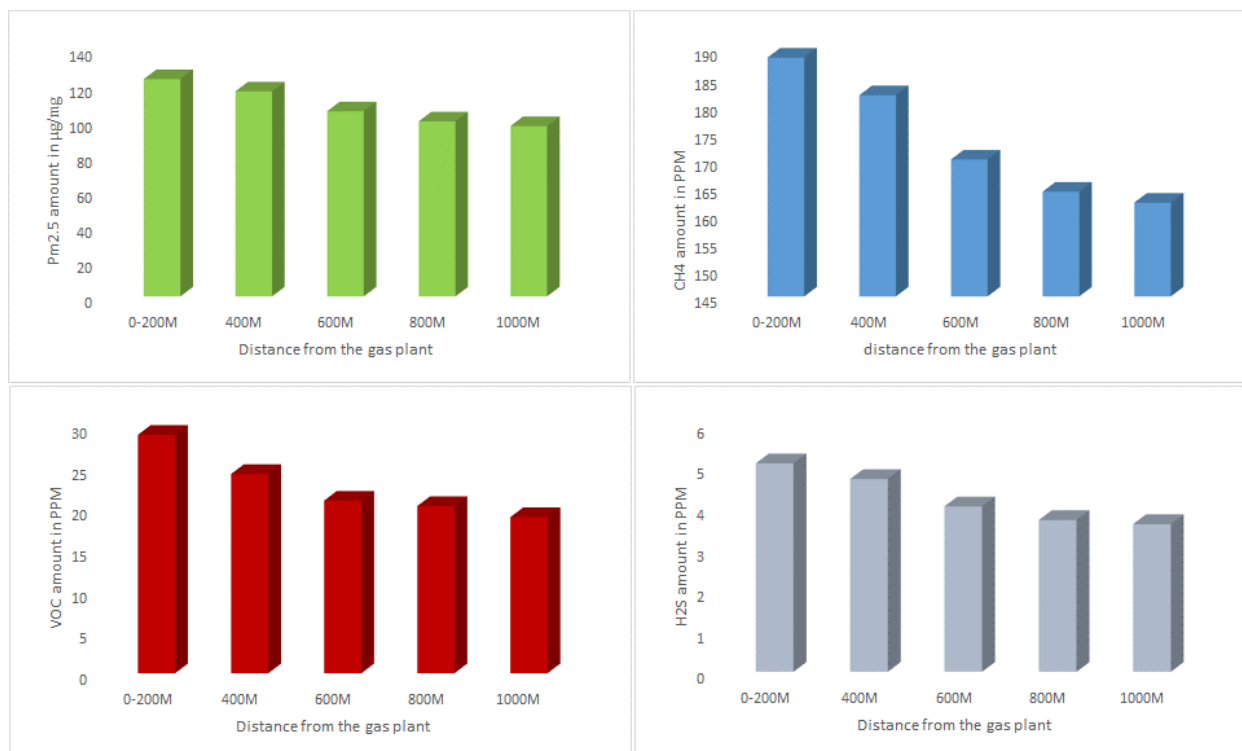 140
120
100
80
60
40
20
0
Pm2.5 amount in µg/mg
0-200M 400M 600M 800M 1000M
Distance from the gas plant
190
185
180
175
170
165
160
155
150
145
CH4 amount in PPM
0-200M 400M 600M 800M 1000M
distance from the gas plant
30
25
20
15
10
5
0
VOC amount in PPM
0-200M 400M 600M 800M 1000M
Distance from the gas plant
6
5
4
3
2
1
0
H2S amount in PPM
0-200M 400M 600M 800M 1000M
Distance from the gas plant